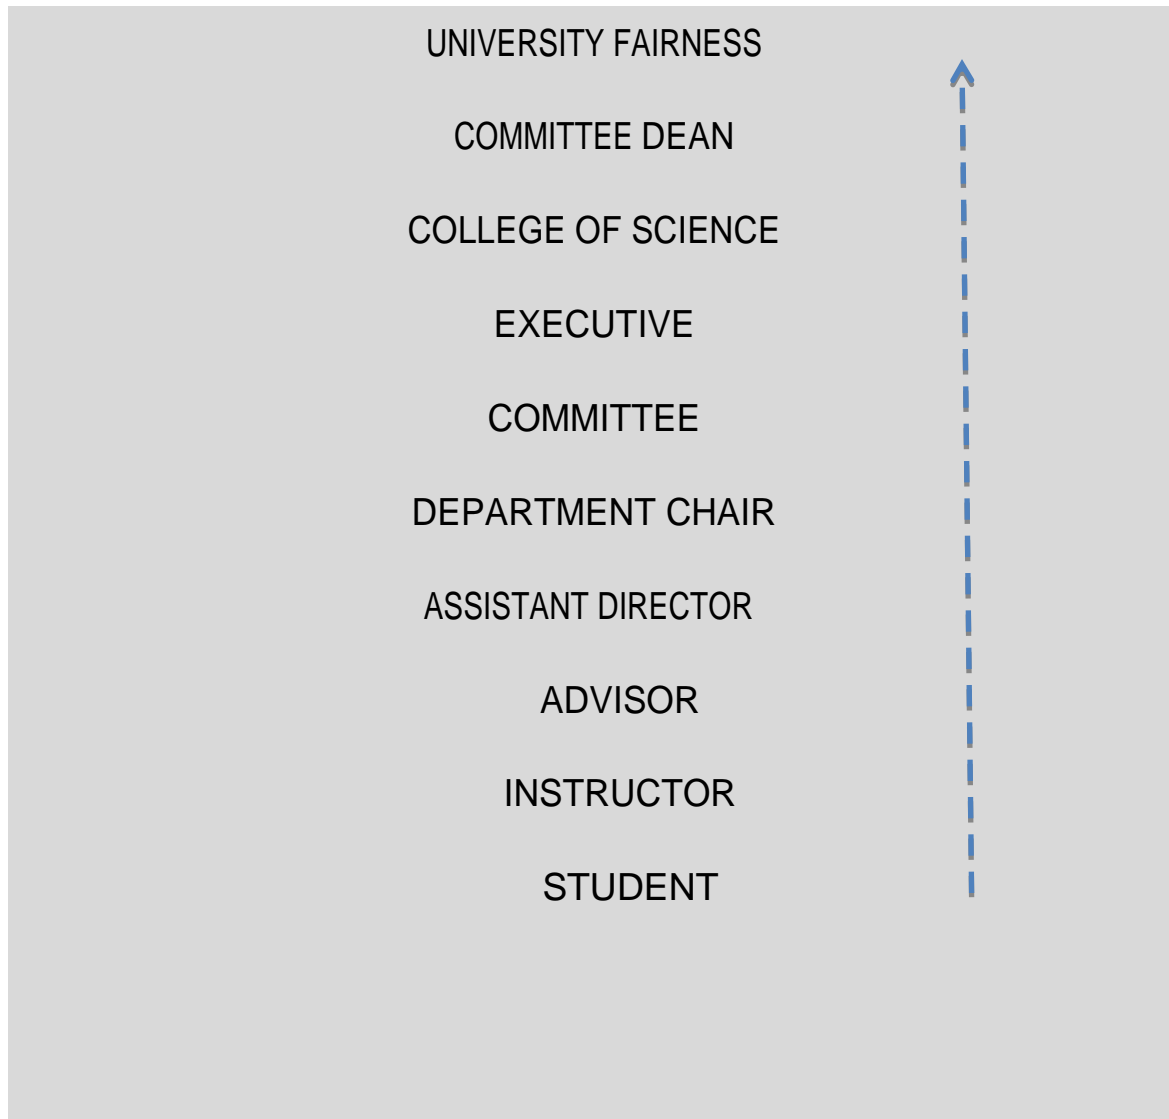 UNIVERSITY FAIRNESS
COMMITTEE DEAN
COLLEGE OF SCIENCE
EXECUTIVE
COMMITTEE
DEPARTMENT CHAIR
ASSISTANT DIRECTOR
ADVISOR
INSTRUCTOR
STUDENT